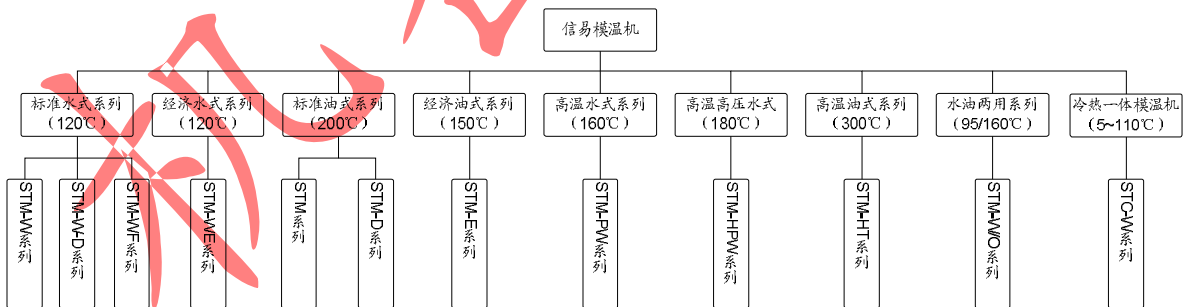 信易模温机
标准水式系列
（120℃）
经济水式系列
（120℃）
标准油式系列
（200℃）
经济油式系列
（150℃）
高温水式系列
（160℃）
高温高压水式
（180℃）
高温油式系列
（300℃）
水油两用系列
（95/160℃）
冷热一体模温机
（5~110℃）
STM-W系列
STM-W-D系列
STM-WF系列
STM-WE系列
STM-系列
STM-D系列
STM-E系列
STM-PW系列
STM-HPW系列
STM-HT系列
STM-W/O系列
STC-W系列
机